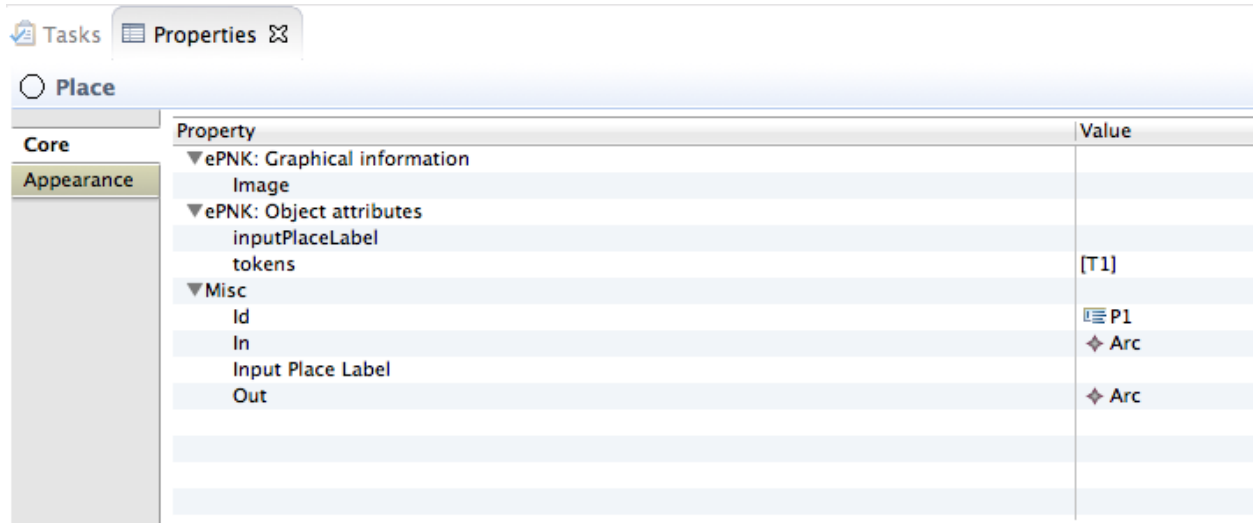 Tasks Properties
Place
Property Value
Core
ePNK: Graphical information
Appearance
Image
ePNK: Object attributes
inputPlaceLabel
tokens [T1]
Misc
Id P1
In Arc
Input Place Label
Out Arc